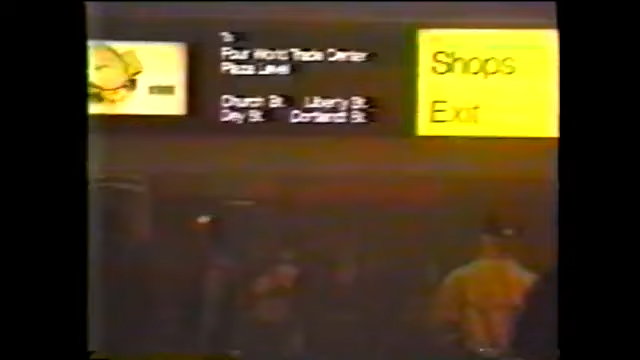 To
Four World Trade Center
Plaza Level
Church St. Liberty St.
Dey St. Cortlandt St.
Shops
Exit